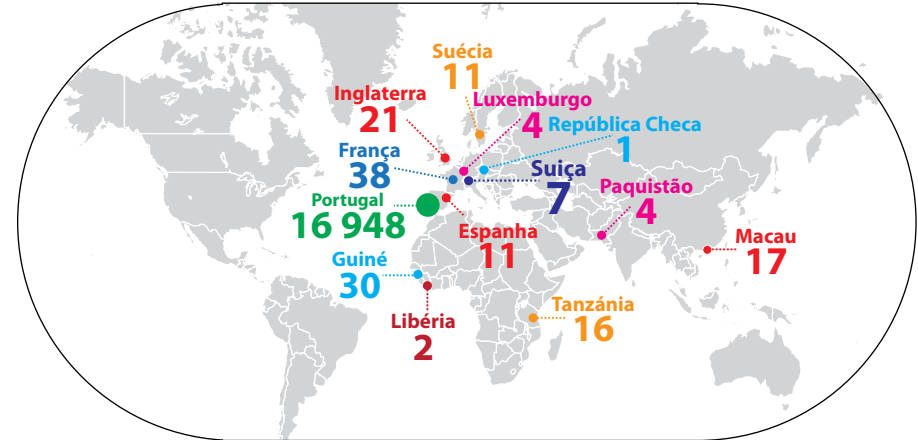 Suécia
11
Inglaterra
21
Luxemburgo
4
República Checa
1
França
38
Suiça
7
Paquistão
4
Portugal
16 948
Espanha
11
Macau
17
Guiné
30
Libéria
2
Tanzánia
16